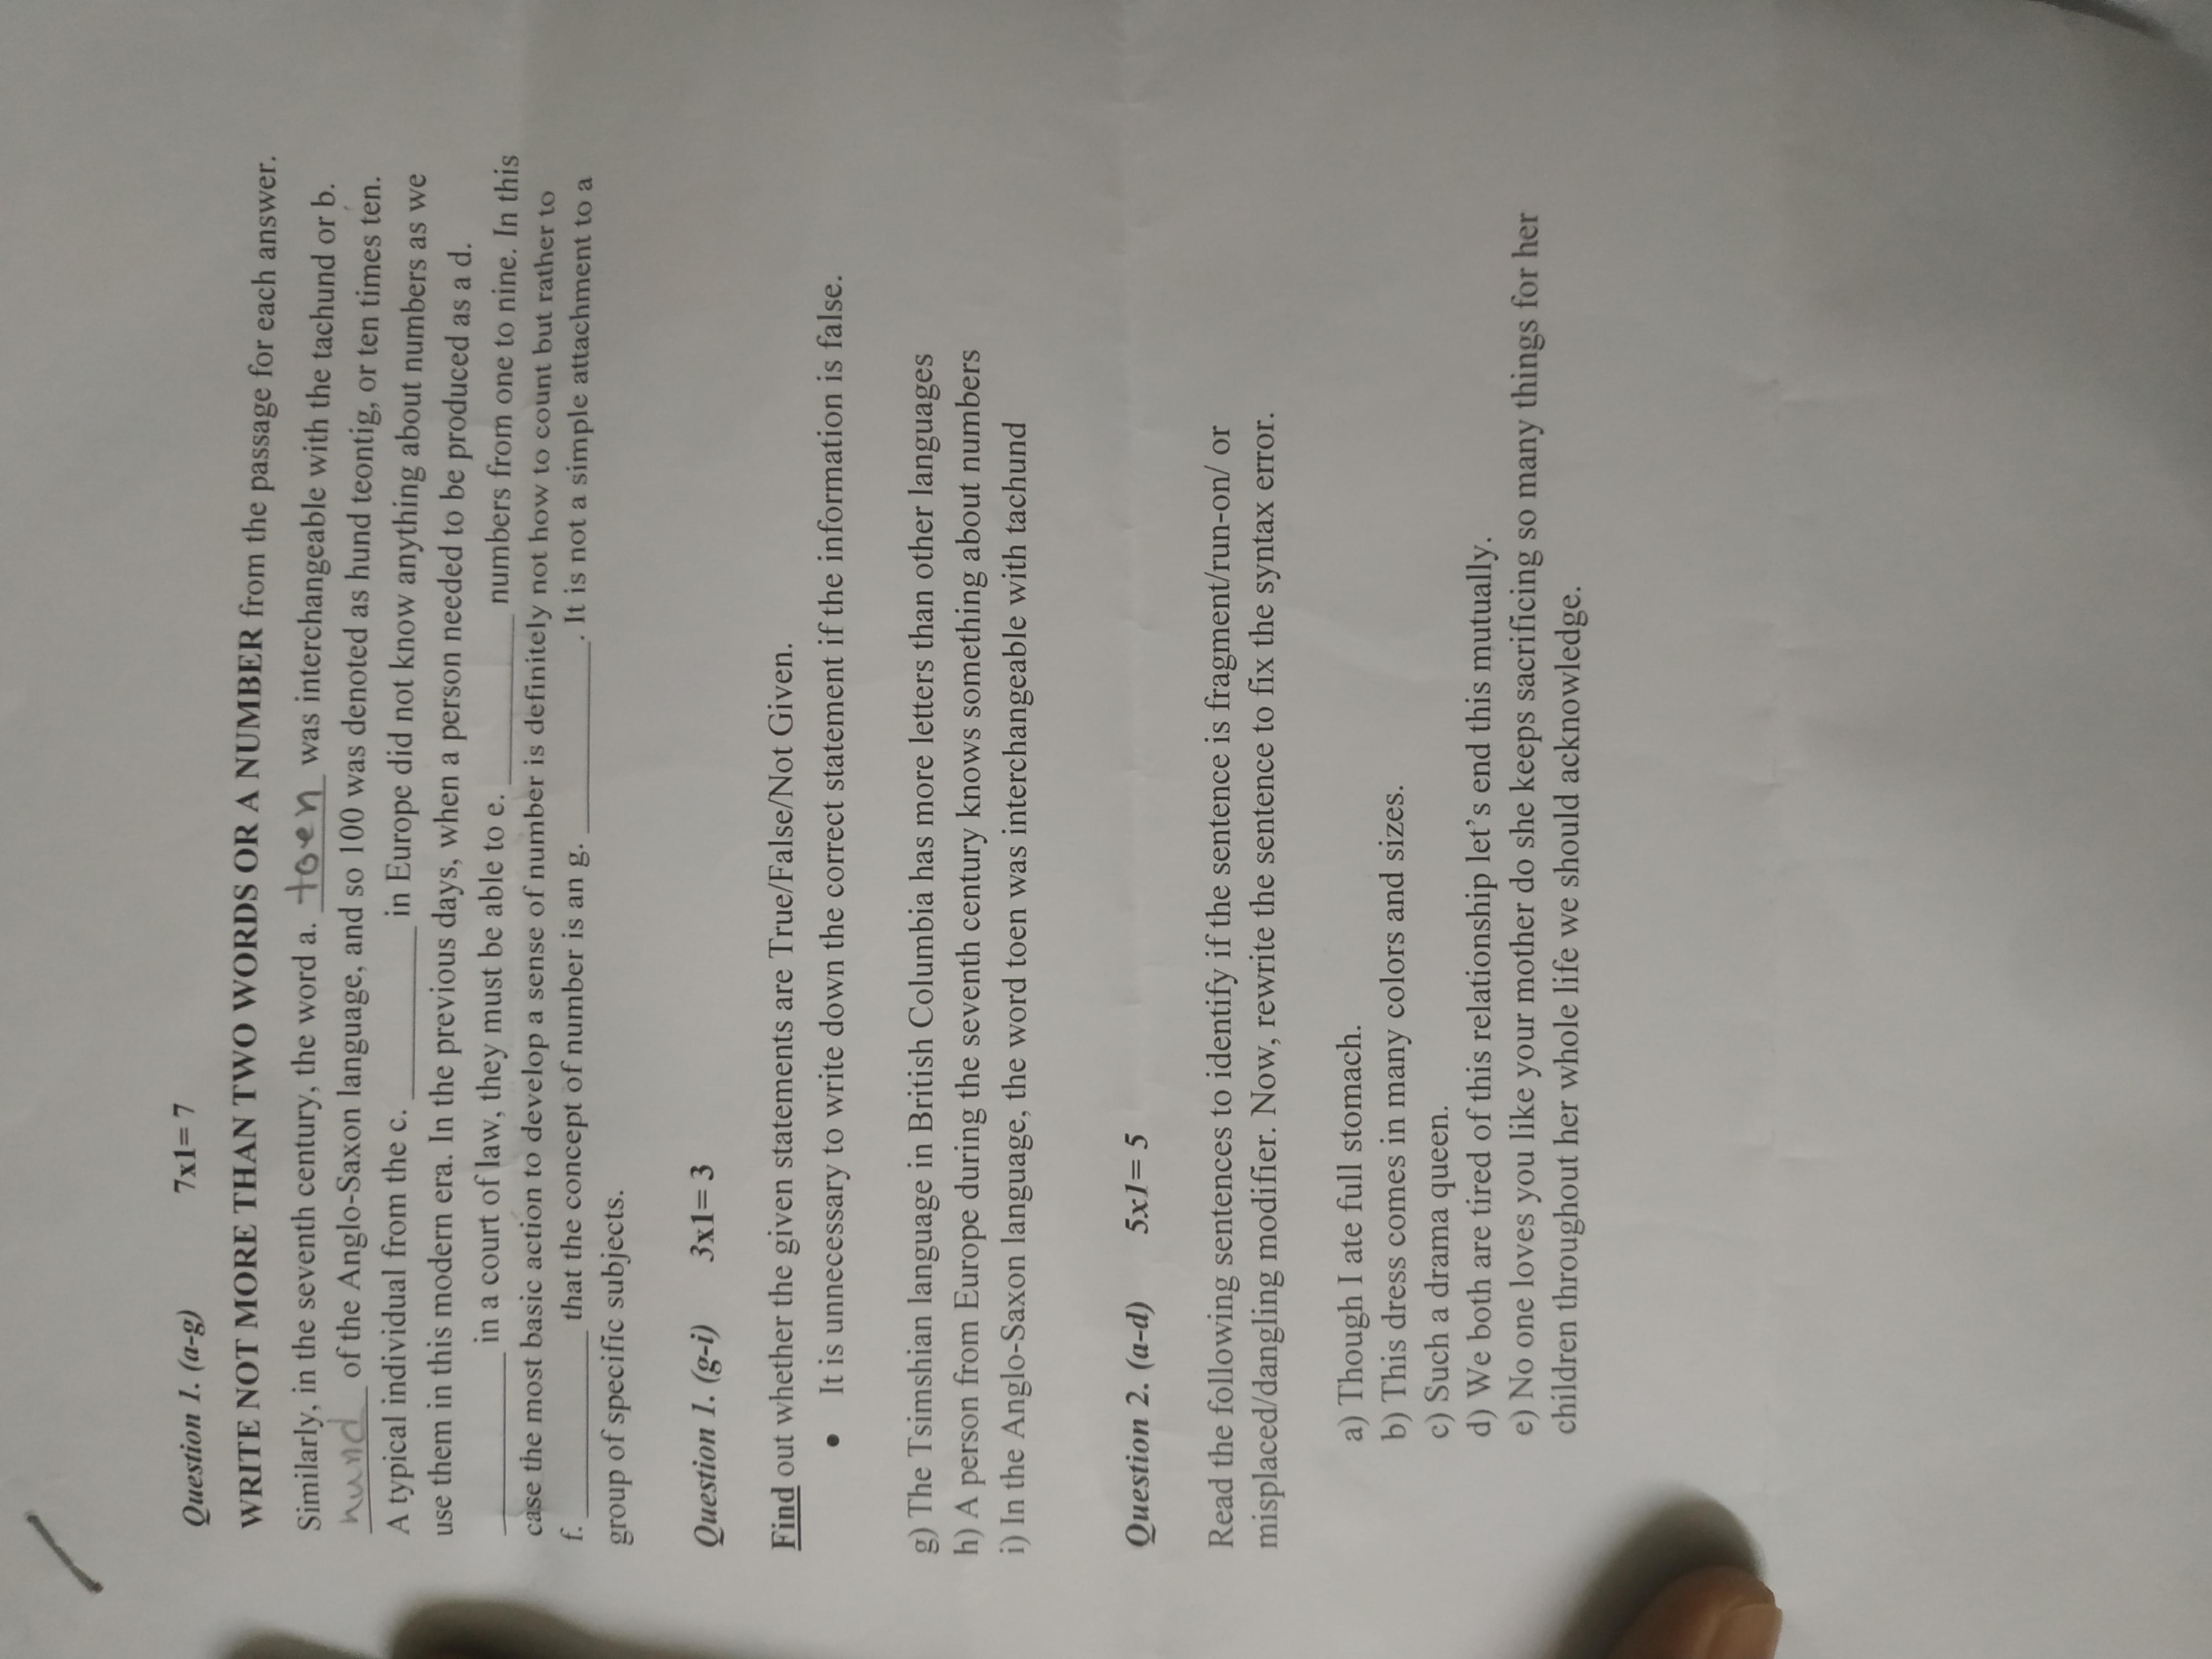 Question 1. (a-g) 7x1= 7
WRITE NOT MORE THAN TWO WORDS OR A NUMBER from the passage for each answer.
Similarly, in the seventh century, the word a. toen was interchangeable with the tachund or b.
hund of the Anglo-Saxon language, and so 100 was denoted as hund teontig, or ten times ten.
A typical individual from the c. __________ in Europe did not know anything about numbers as we
use them in this modern era. In the previous days, when a person needed to be produced as a d.
__________ in a court of law, they must be able to e. __________ numbers from one to nine. In this
case the most basic action to develop a sense of number is definitely not how to count but rather to
f. __________ that the concept of number is an g. __________. It is not a simple attachment to a
group of specific subjects.
Question 1. (g-i) 3x1= 3
Find out whether the given statements are True/False/Not Given.
• It is unnecessary to write down the correct statement if the information is false.
g) The Tsimshian language in British Columbia has more letters than other languages
h) A person from Europe during the seventh century knows something about numbers
i) In the Anglo-Saxon language, the word toen was interchangeable with tachund
Question 2. (a-d) 5x1= 5
Read the following sentences to identify if the sentence is fragment/run-on/ or
misplaced/dangling modifier. Now, rewrite the sentence to fix the syntax error.
a) Though I ate full stomach.
b) This dress comes in many colors and sizes.
c) Such a drama queen.
d) We both are tired of this relationship let's end this mutually.
e) No one loves you like your mother do she keeps sacrificing so many things for her
children throughout her whole life we should acknowledge.